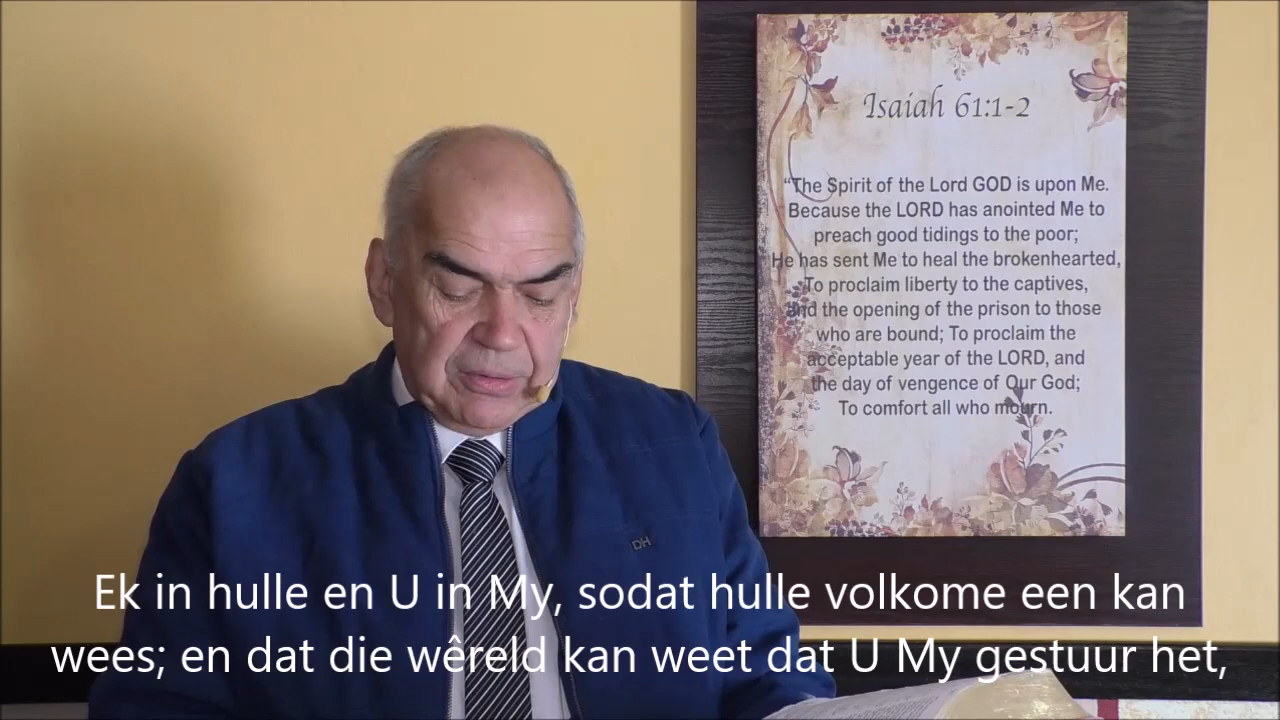 Isaiah 61:1-2
“The Spirit of the Lord GOD is upon Me.
Because the LORD has anointed Me to
preach good tidings to the poor;
He has sent Me to heal the brokenhearted,
To proclaim liberty to the captives,
and the opening of the prison to those
who are bound; To proclaim the
acceptable year of the LORD, and
the day of vengence of Our God;
To comfort all who mourn.
DH
Ek in hulle en U in My, sodat hulle volkome een kan
wees; en dat die wêreld kan weet dat U My gestuur het,